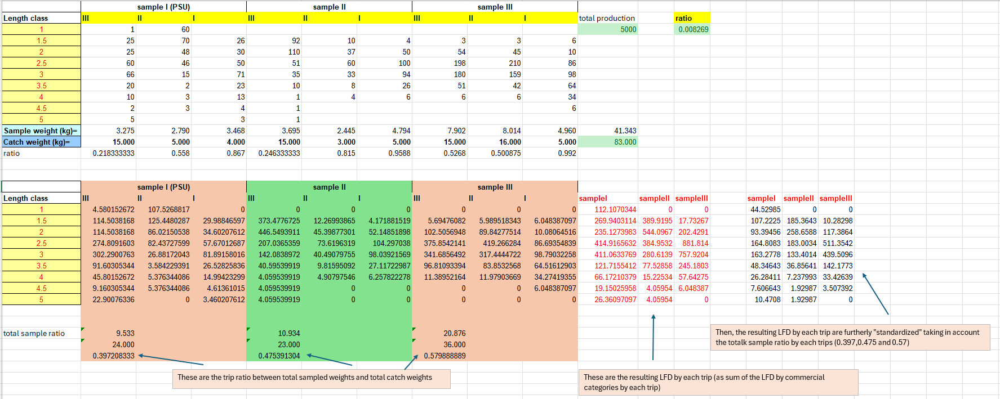 sample I (PSU) sample II sample III
Length class III II I III II I III II I total production ratio
1 1 60 5000 0.008269
1.5 25 70 26 92 10 4 3 3 6
2 25 48 30 110 37 50 54 45 10
2.5 60 46 50 51 60 100 198 210 86
3 66 15 71 35 33 94 180 159 98
3.5 20 2 23 10 8 26 51 42 64
4 10 3 13 1 4 6 6 6 34
4.5 2 3 4 1 6
5 5 3 1
Sample weight (kg)= 3.275 2.790 3.468 3.695 2.445 4.794 7.902 8.014 4.960 41.343
Catch weight (kg)= 15.000 5.000 4.000 15.000 3.000 5.000 15.000 16.000 5.000 83.000
ratio 0.218333333 0.558 0.867 0.246333333 0.815 0.9588 0.5268 0.500875 0.992
sample I (PSU) sample II sample III
Length class III II I III II I III II I sampleI sampleII sampleIII sampleI sampleII sampleIII
1 4.580152672 107.5268817 0 0 0 0 0 0 0 112.1070344 0 0 44.52985 0 0
1.5 114.5038168 125.4480287 29.98846597 373.4776725 12.26993865 4.171881519 5.69476082 5.989518343 6.048387097 269.9403114 389.9195 17.73267 107.2225 185.3643 10.28298
2 114.5038168 86.02150538 34.60207612 446.5493911 45.39877301 52.14851898 102.5056948 89.84277514 10.08064516 235.1273983 544.0967 202.4291 93.39456 258.6588 117.3864
2.5 274.8091603 82.43727599 57.67012687 207.0365359 73.6196319 104.297038 375.8542141 419.266284 86.69354839 414.9165632 384.9532 881.814 164.8083 183.0034 511.3542
3 302.2900763 26.88172043 81.89158016 142.0838972 40.49079755 98.03921569 341.6856492 317.4444722 98.79032258 411.0633769 280.6139 757.9204 163.2778 133.4014 439.5096
3.5 91.60305344 3.584229391 26.52825836 40.59539919 9.81595092 27.11722987 96.81093394 83.8532568 64.51612903 121.7155412 77.52858 245.1803 48.34643 36.85641 142.1773
4 45.80152672 5.376344086 14.99423299 4.059539919 4.90797546 6.257822278 11.38952164 11.97903669 34.27419355 66.17210379 15.22534 57.64275 26.28411 7.237993 33.42639
4.5 9.160305344 5.376344086 4.61361015 4.059539919 0 0 0 0 6.048387097 19.15025958 4.05954 6.048387 7.606643 1.92987 3.507392
5 22.90076336 0 3.460207612 4.059539919 0 0 0 0 0 26.36097097 4.05954 0 10.4708 1.92987 0
total sample ratio 9.533 10.934 20.876
24.000 23.000 36.000
0.397208333 0.475391304 0.579888889
Then, the resulting LFD by each trip are furtherly "standardized" taking in account
the totalk sample ratio by each trips (0.397,0.475 and 0.57)
These are the trip ratio between total sampled weights and total catch weights
These are the resulting LFD by each trip (as sum of the LFD by commercial
categories by each trip)